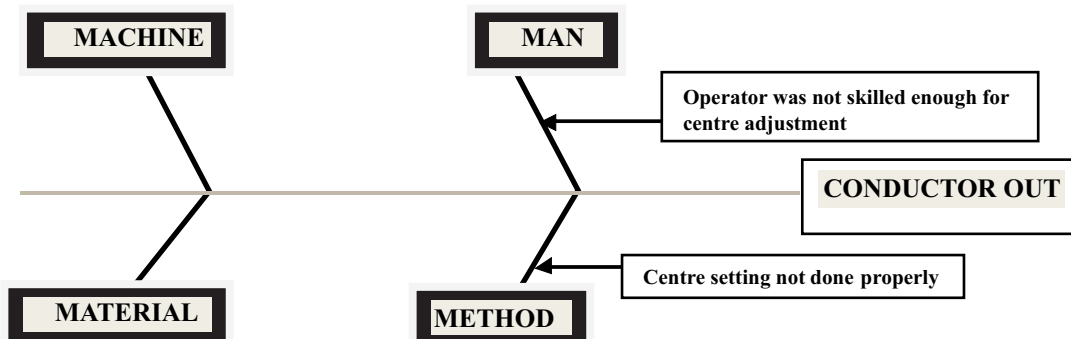 MACHINE
MAN
Operator was not skilled enough for
centre adjustment
CONDUCTOR OUT
Centre setting not done properly
MATERIAL
METHOD